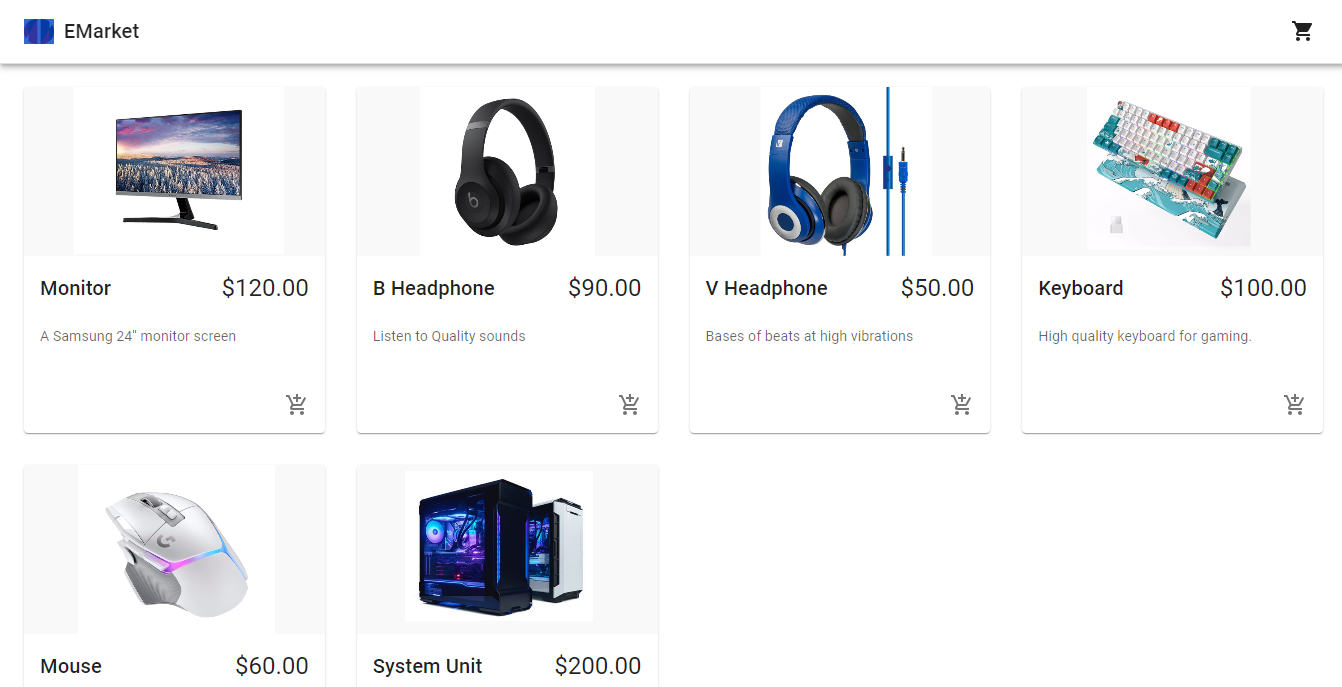 EMarket
Monitor $120.00
A Samsung 24" monitor screen
B Headphone $90.00
Listen to Quality sounds
V Headphone $50.00
Bases of beats at high vibrations
Keyboard $100.00
High quality keyboard for gaming.
Mouse $60.00
System Unit $200.00